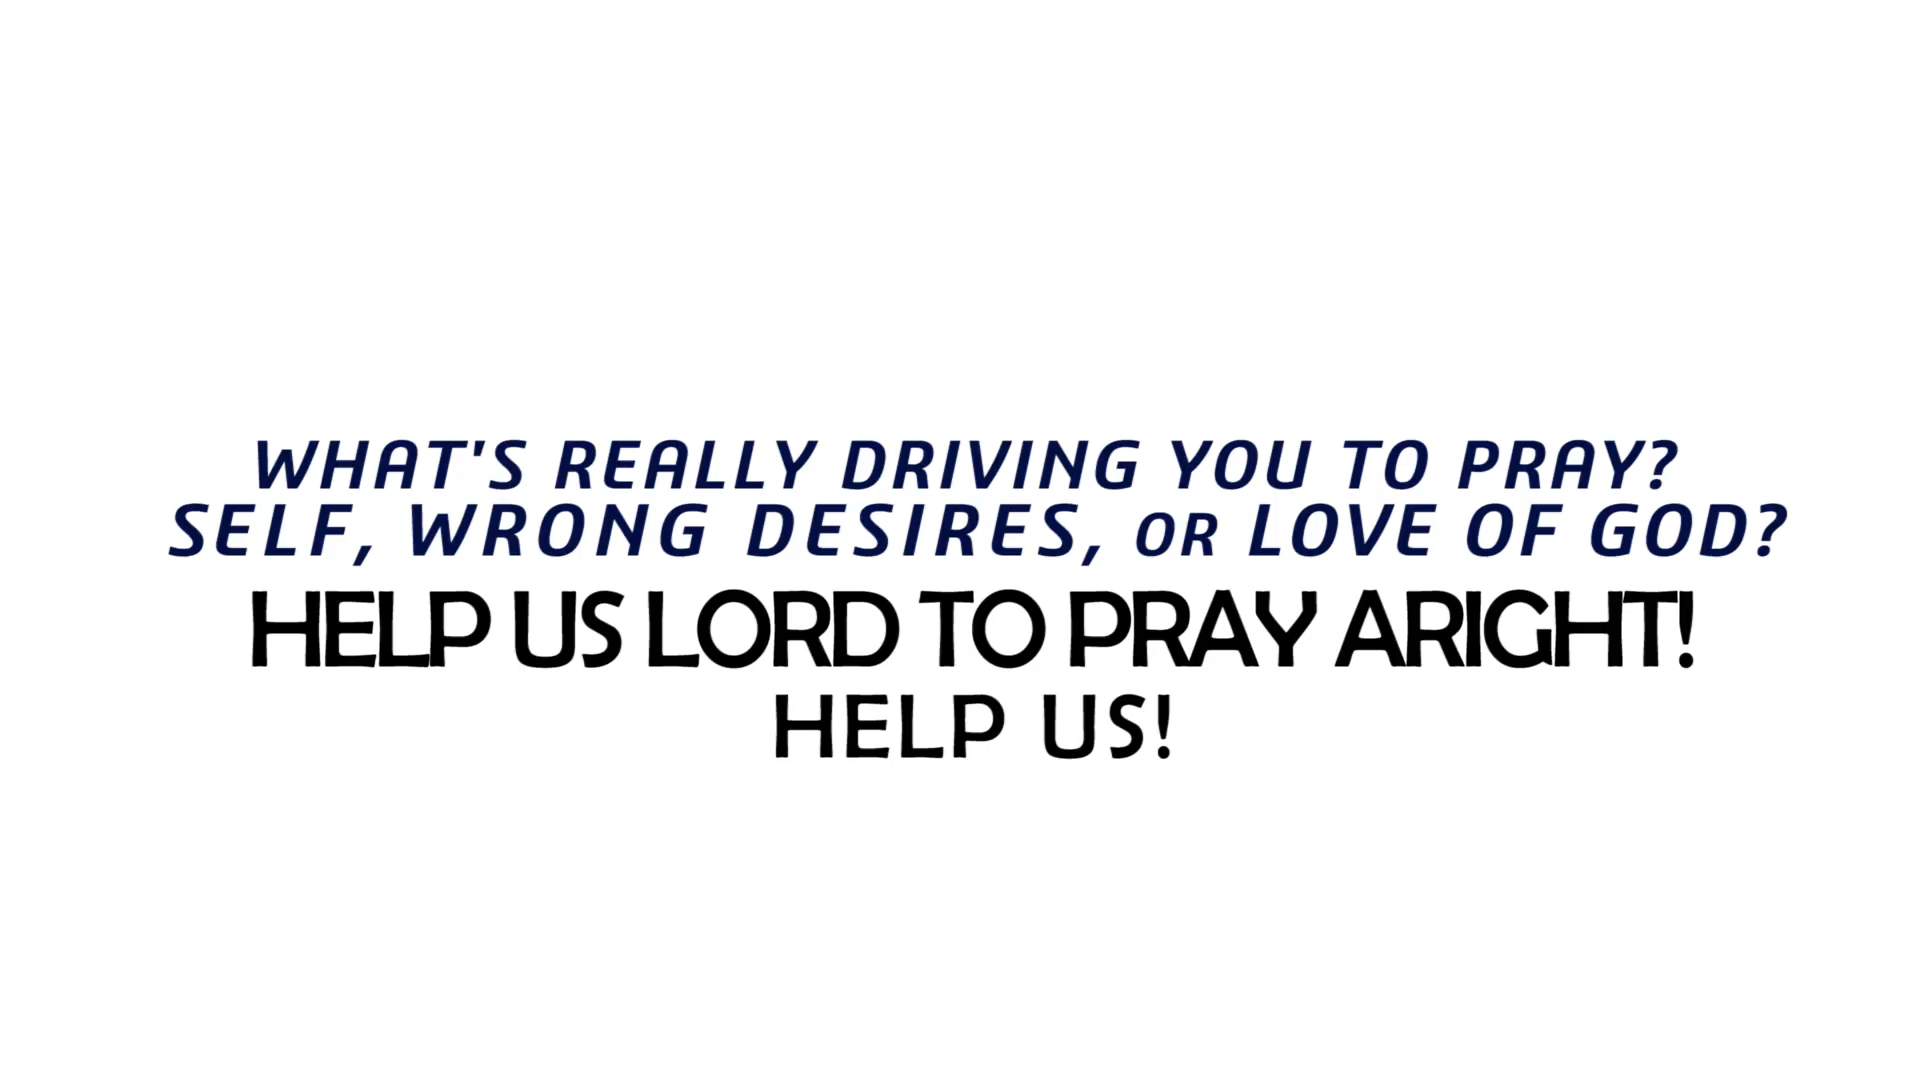 WHAT'S REALLY DRIVING YOU TO PRAY?
SELF, WRONG DESIRES, OR LOVE OF GOD?
HELP US LORD TO PRAY ARIGHT!
HELP US!